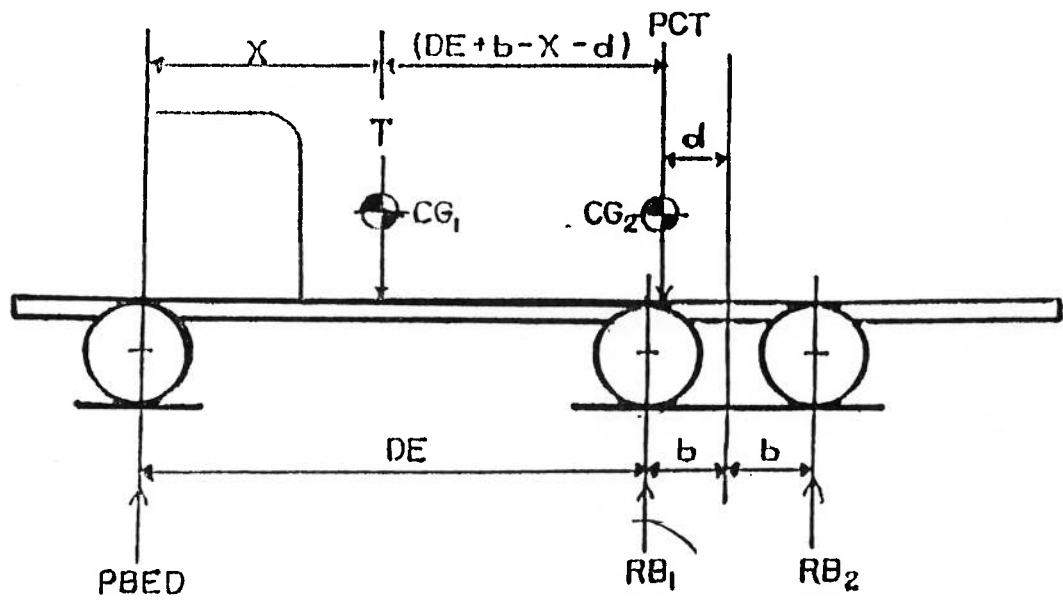 PCT
X
(DE+b-X-d)
T
d
CG₁
CG₂
DE
b
b
PBED
RB₁
RB₂